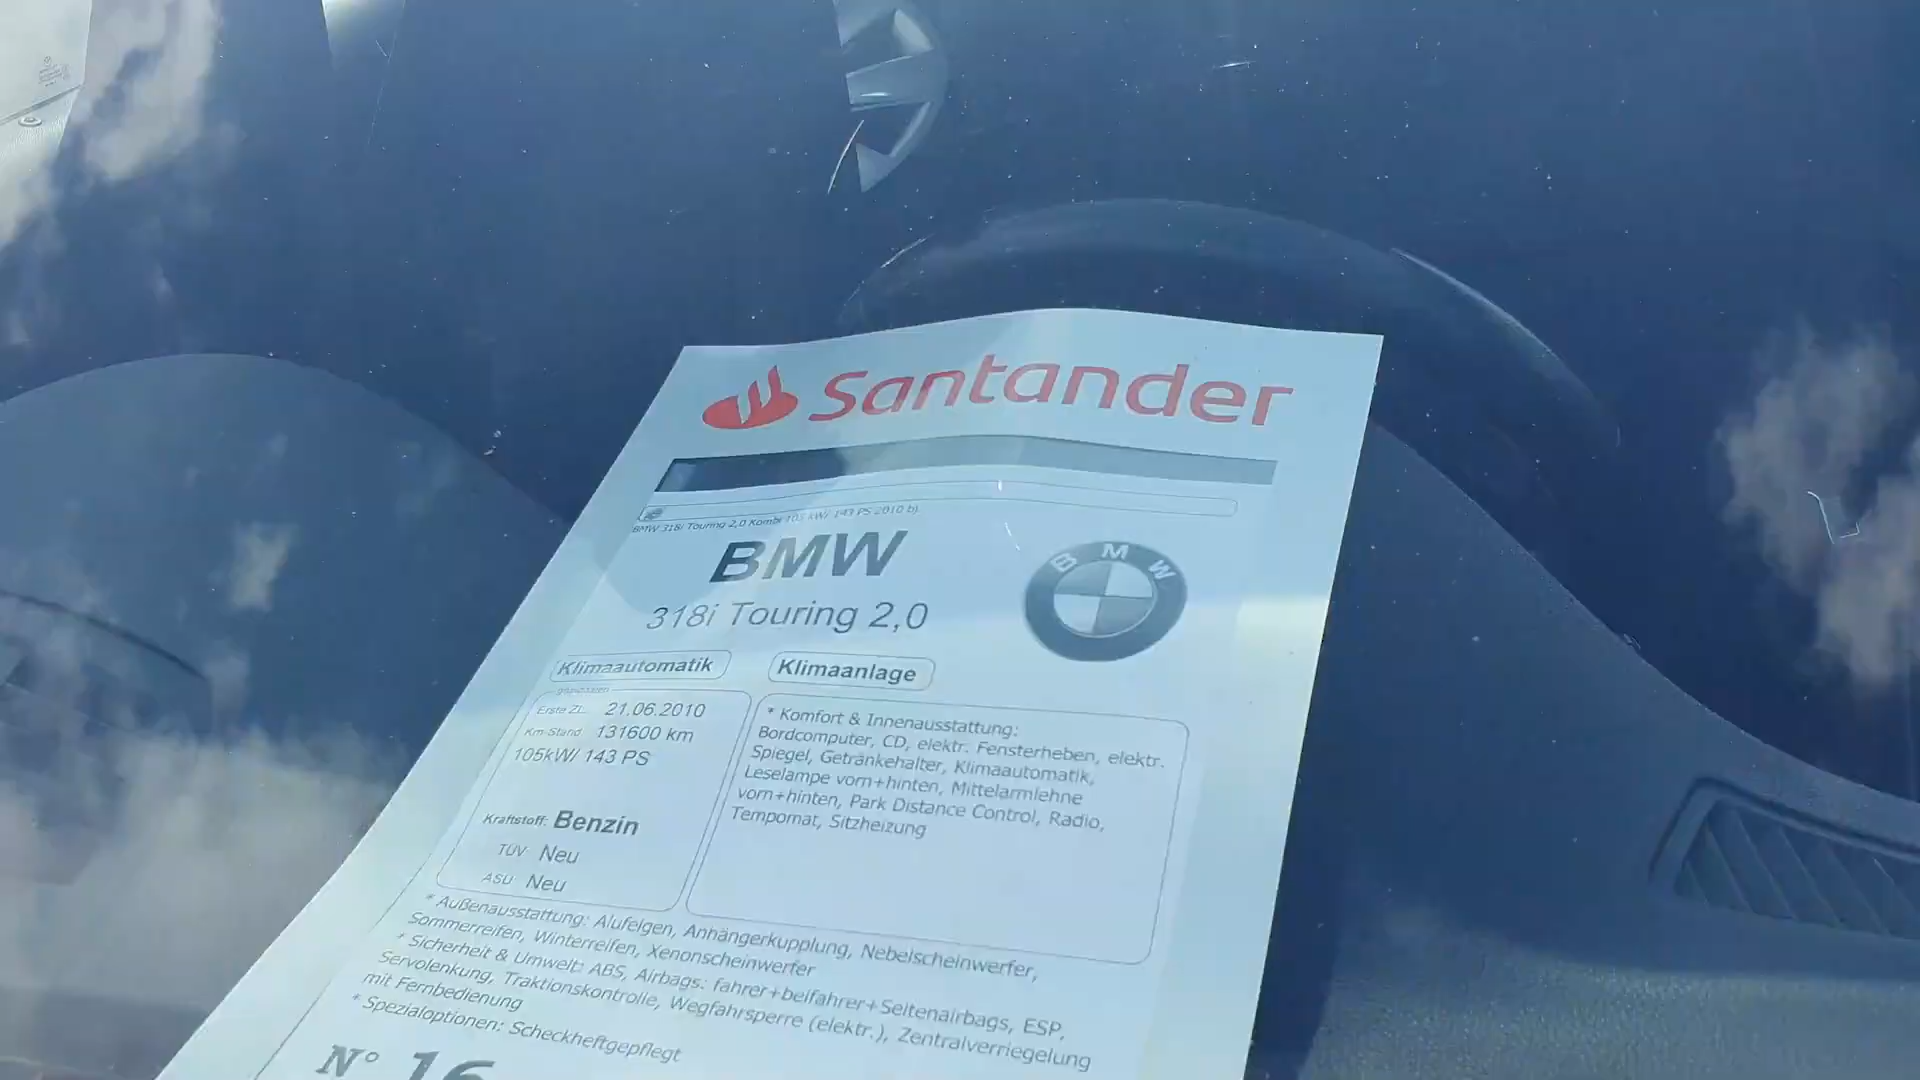 Santander
BMW 318i Touring 2,0 Kombi 105 kW/ 143 PS 2010 b)
BMW
BMW
318i Touring 2,0
Klimaautomatik
Klimaanlage
Erste ZL: 21.06.2010
Km-Stand 131600 km
105kW/ 143 PS
Kraftstoff: Benzin
TÜV: Neu
ASU: Neu
* Komfort & Innenausstattung:
Bordcomputer, CD, elektr. Fensterheben, elektr.
Spiegel, Getränkehalter, Klimaautomatik,
Leselampe vorn+hinten, Mittelarmlehne
vorn+hinten, Park Distance Control, Radio,
Tempomat, Sitzheizung
* Außenausstattung: Alufelgen, Anhängerkupplung, Nebelscheinwerfer,
Sommerreifen, Winterreifen, Xenonscheinwerfer
* Sicherheit & Umwelt: ABS, Airbags: fahrer+beifahrer+Seitenairbags, ESP,
Servolenkung, Traktionskontrolle, Wegfahrsperre (elektr.), Zentralverriegelung
mit Fernbedienung
* Spezialoptionen: Scheckheftgepflegt
N° 16